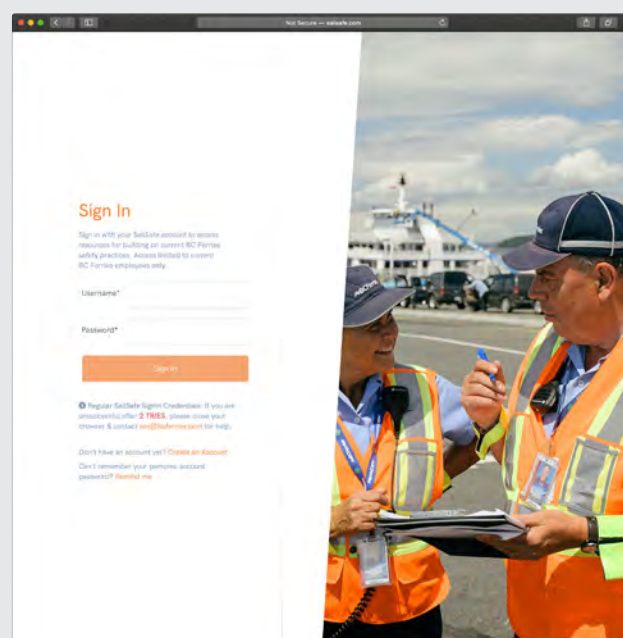 Not Secure — sailsafe.com
Sign In
Sign in with your SailSafe account to access
resources for building on current BC Ferries
safety practices. Access limited to current
BC Ferries employees only.
Username*
Password*
Sign In
Regular SailSafe Signin Credentials: If you are
unsuccessful after 2 TRIES, please close your
browser & contact for help.
Don't have an account yet? Create an Account
Can't remember your personal account
password? Remind me